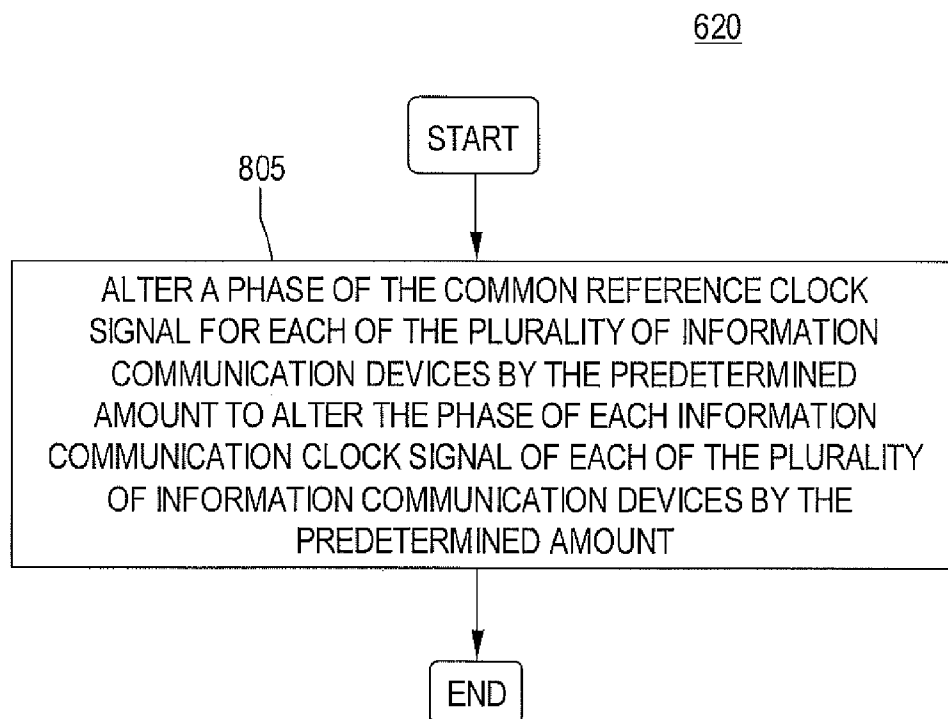 620
START
805
ALTER A PHASE OF THE COMMON REFERENCE CLOCK
SIGNAL FOR EACH OF THE PLURALITY OF INFORMATION
COMMUNICATION DEVICES BY THE PREDETERMINED
AMOUNT TO ALTER THE PHASE OF EACH INFORMATION
COMMUNICATION CLOCK SIGNAL OF EACH OF THE PLURALITY
OF INFORMATION COMMUNICATION DEVICES BY THE
PREDETERMINED AMOUNT
END